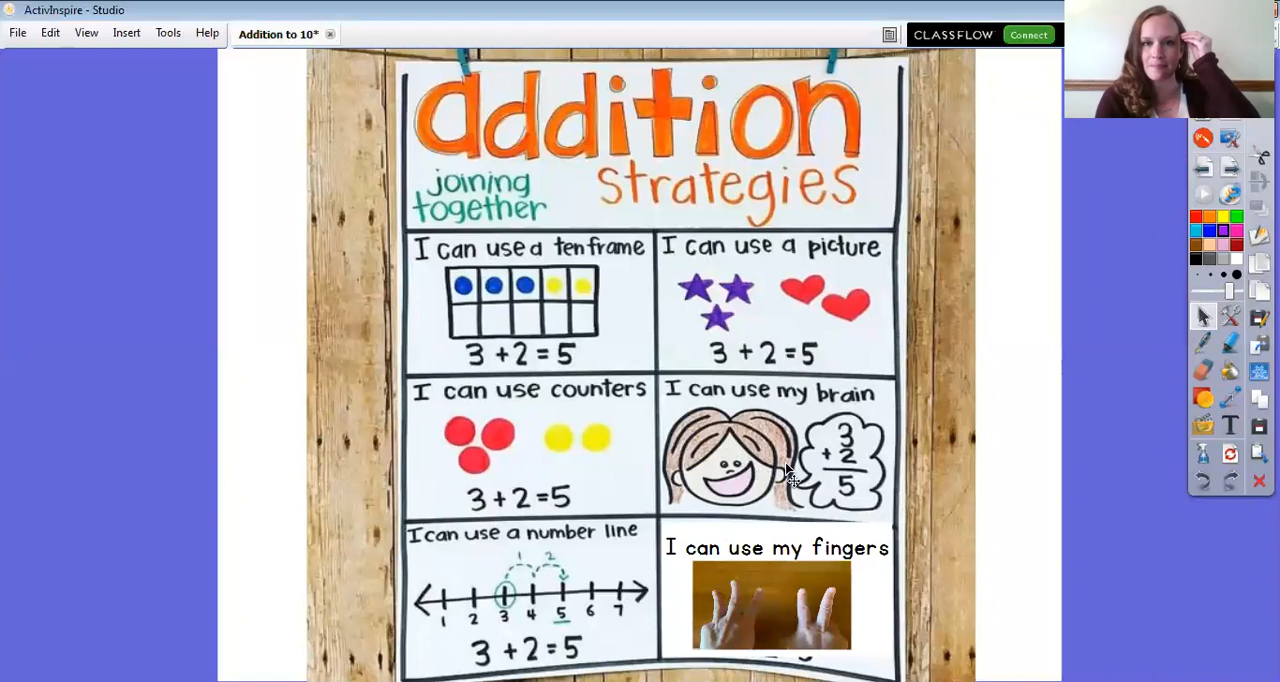 ActivInspire - Studio
File Edit View Insert Tools Help
Addition to 10*
CLASSFLOW Connect
addition
joining together
strategies
I can use a ten frame
3 + 2 = 5
I can use a picture
3 + 2 = 5
I can use counters
3 + 2 = 5
I can use my brain
3
+ 2
5
I can use a number line
1 2
1 2 3 4 5 6 7
3 + 2 = 5
I can use my fingers
T